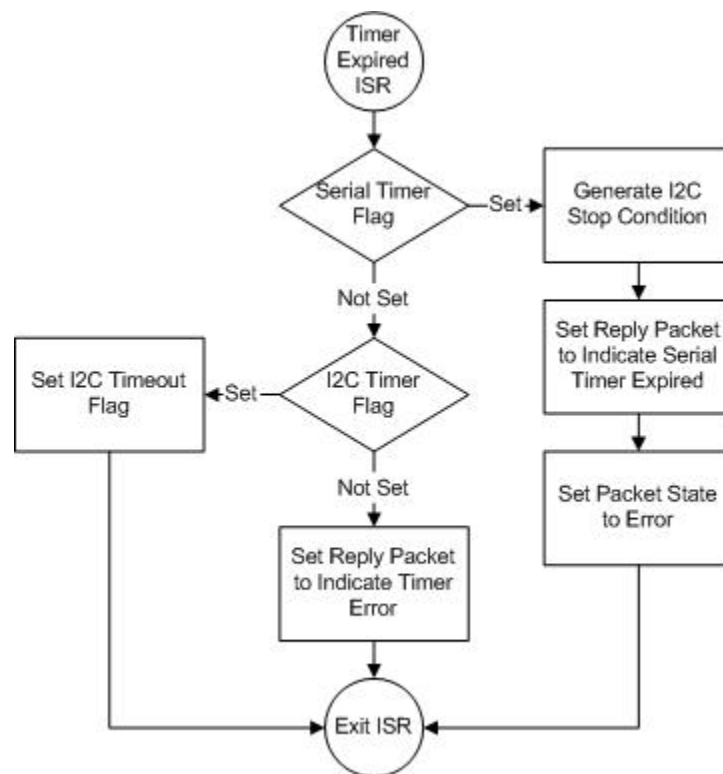 Timer
Expired
ISR
Serial Timer
Flag
Set
Generate I2C
Stop Condition
Not Set
Set Reply Packet
to Indicate Serial
Timer Expired
Set I2C Timeout
Flag
Set
I2C Timer
Flag
Not Set
Set Packet State
to Error
Set Reply Packet
to Indicate Timer
Error
Exit ISR